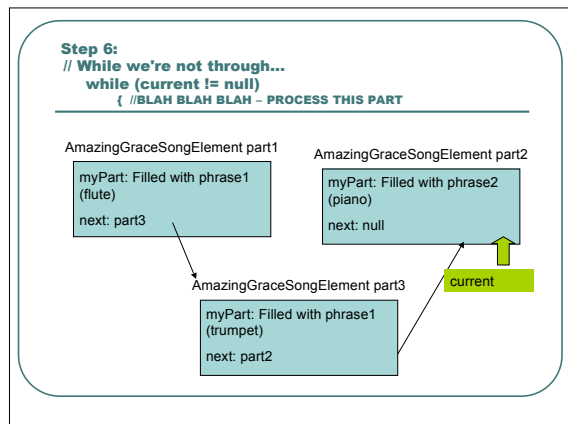 Step 6:
// While we're not through...
while (current != null)
{ //BLAH BLAH BLAH – PROCESS THIS PART
AmazingGraceSongElement part1
myPart: Filled with phrase1
(flute)
next: part3
AmazingGraceSongElement part2
myPart: Filled with phrase2
(piano)
next: null
current
AmazingGraceSongElement part3
myPart: Filled with phrase1
(trumpet)
next: part2